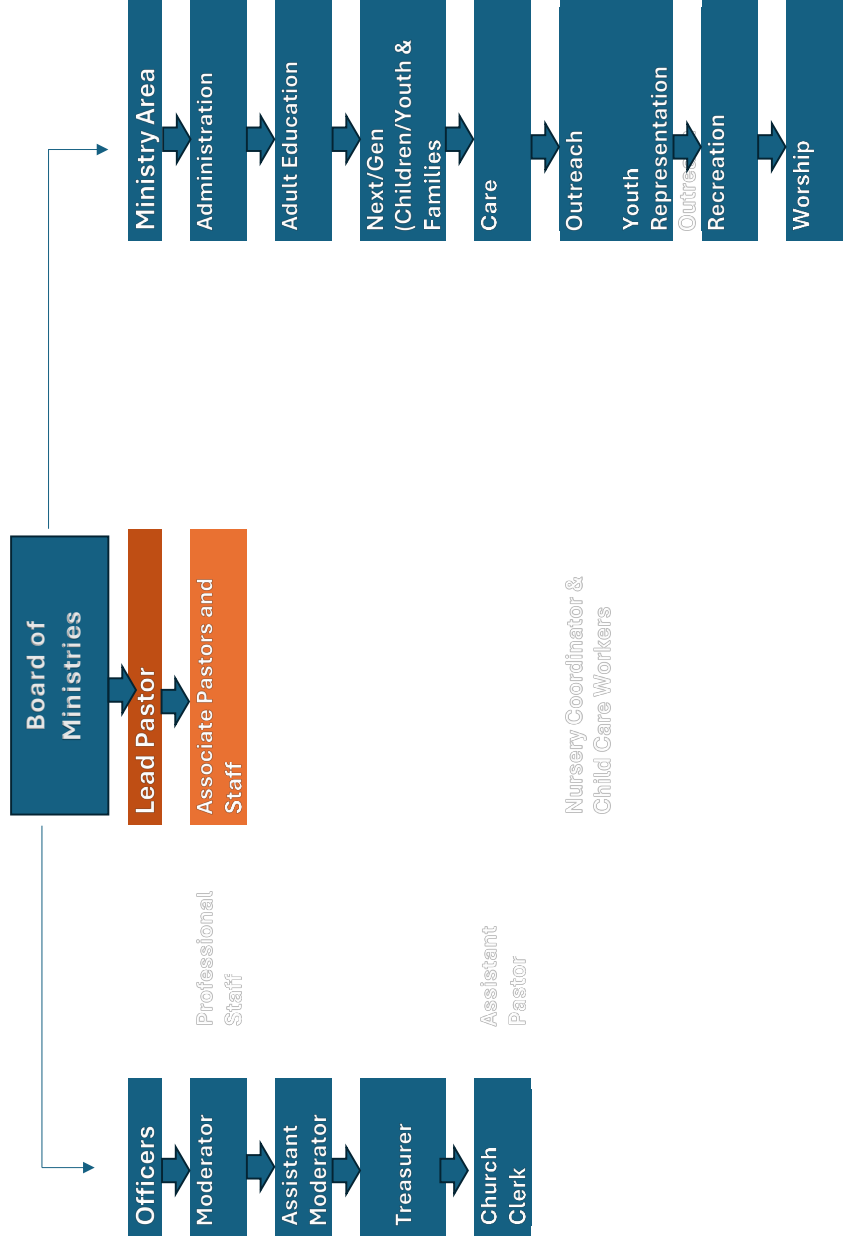 Board of
Ministries
Officers
Moderator
Assistant
Moderator
Treasurer
Church
Clerk
Professional
Staff
Assistant
Pastor
Lead Pastor
Associate Pastors and
Staff
Nursery Coordinator &
Child Care Workers
Ministry Area
Administration
Adult Education
Next/Gen
(Children/Youth &
Families
Care
Outreach
Youth
Representation
Recreation
Worship